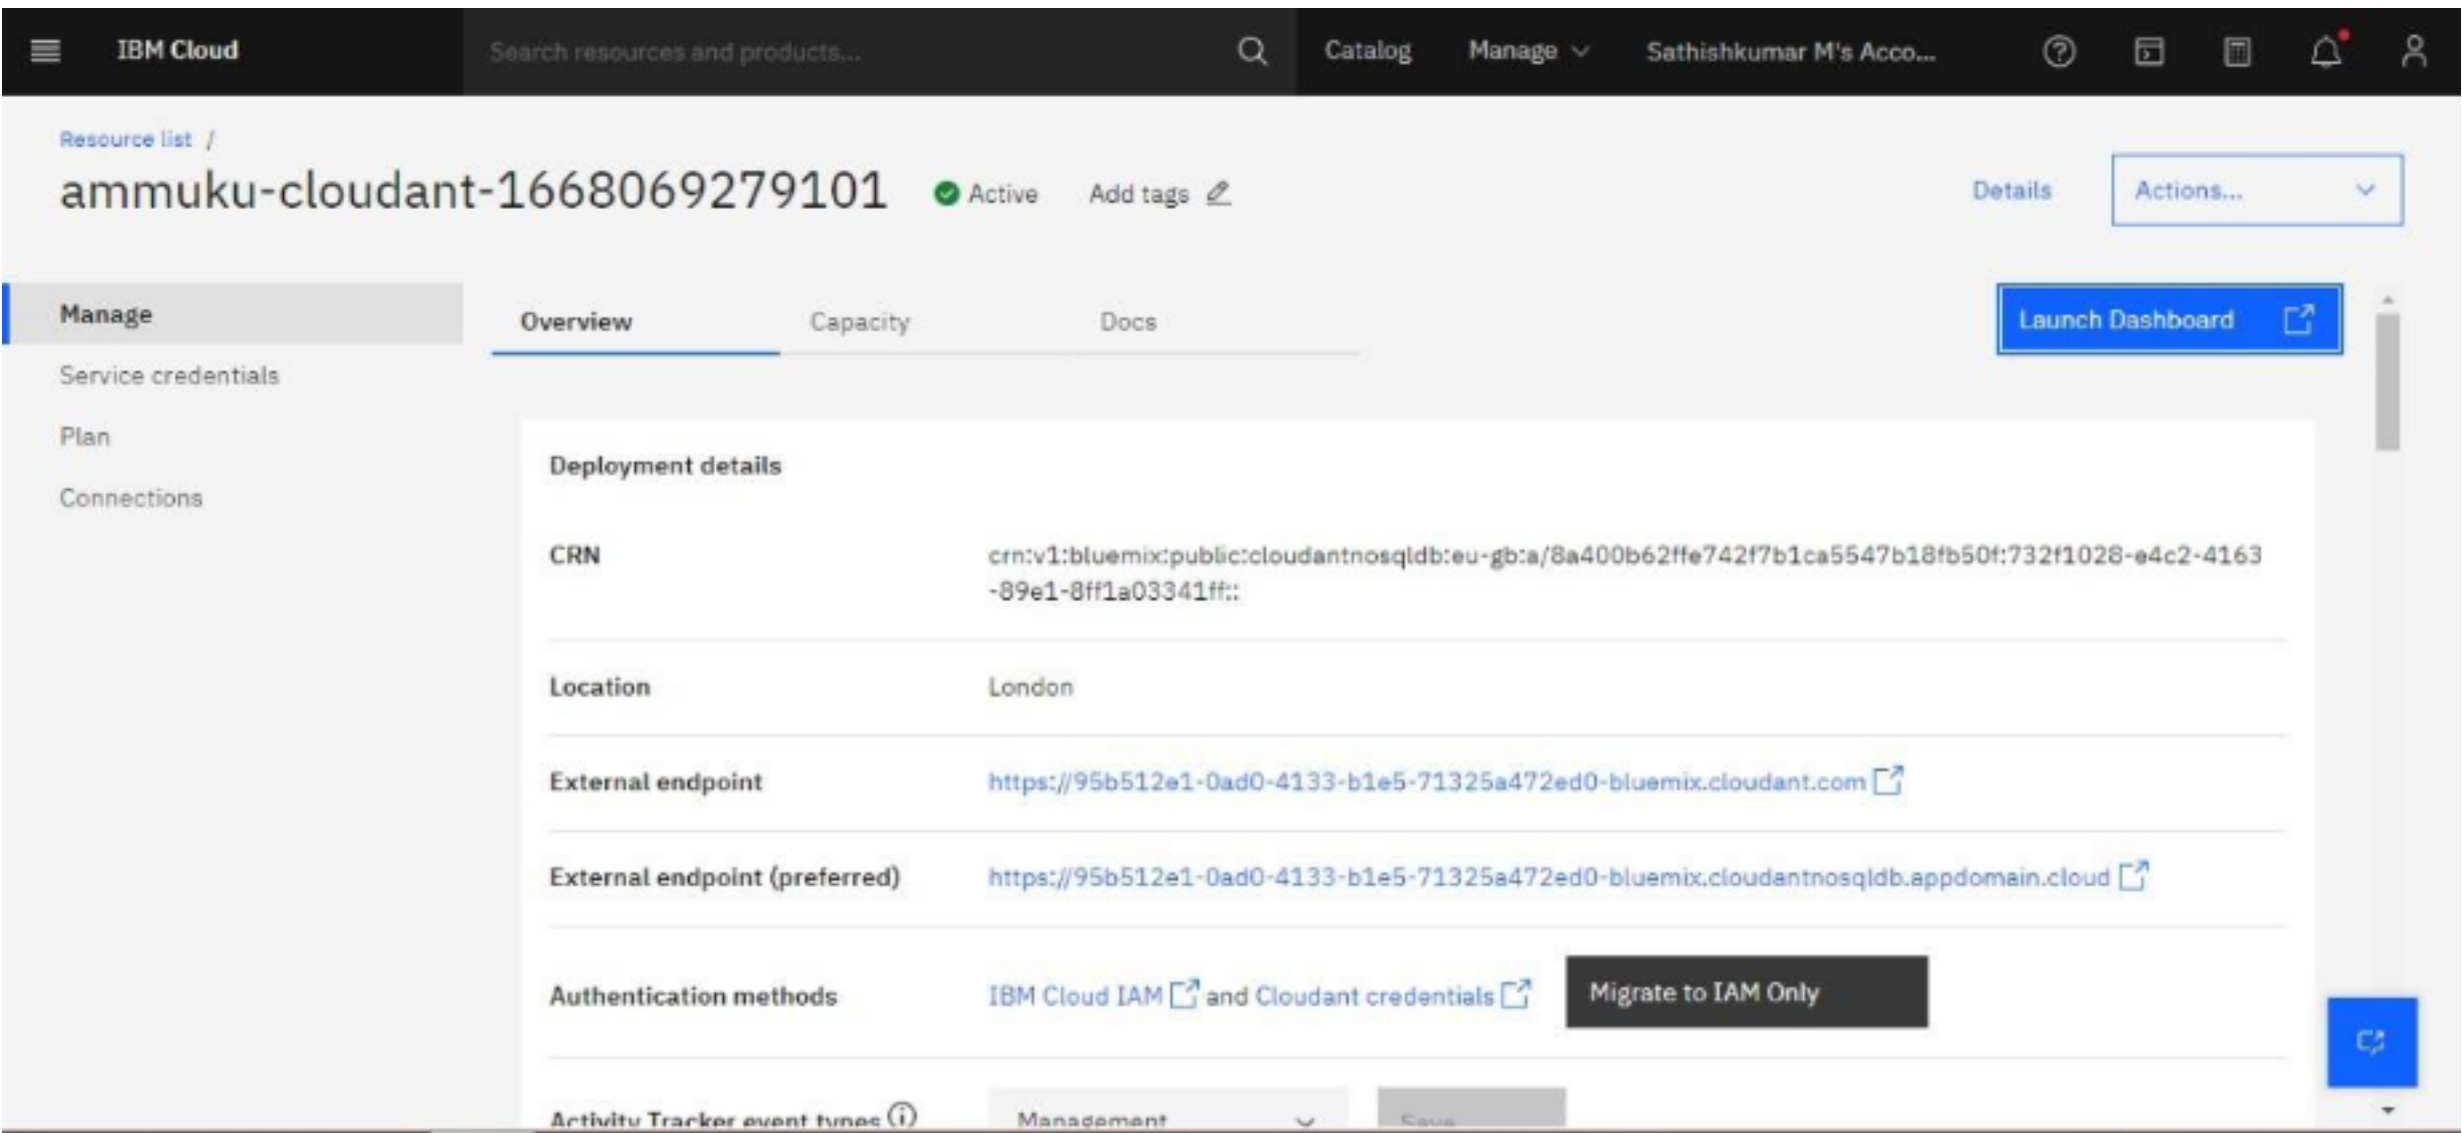 IBM Cloud
Search resources and products...
Catalog
Manage
Sathishkumar M's Acco...
Resource list /
ammuku-cloudant-1668069279101
Active
Add tags
Details
Actions...
Manage
Service credentials
Plan
Connections
Overview
Capacity
Docs
Launch Dashboard
Deployment details
CRN
crn:v1:bluemix:public:cloudantnosqldb:eu-gb:a/8a400b62ffe742f7b1ca5547b18fb50f:732f1028-e4c2-4163
-89e1-8ff1a03341ff::
Location
London
External endpoint
https://95b512e1-0ad0-4133-b1e5-71325a472ed0-bluemix.cloudant.com
External endpoint (preferred)
https://95b512e1-0ad0-4133-b1e5-71325a472ed0-bluemix.cloudantnosqldb.appdomain.cloud
Authentication methods
IBM Cloud IAM and Cloudant credentials
Migrate to IAM Only
Activity Tracker event types
Management
Save